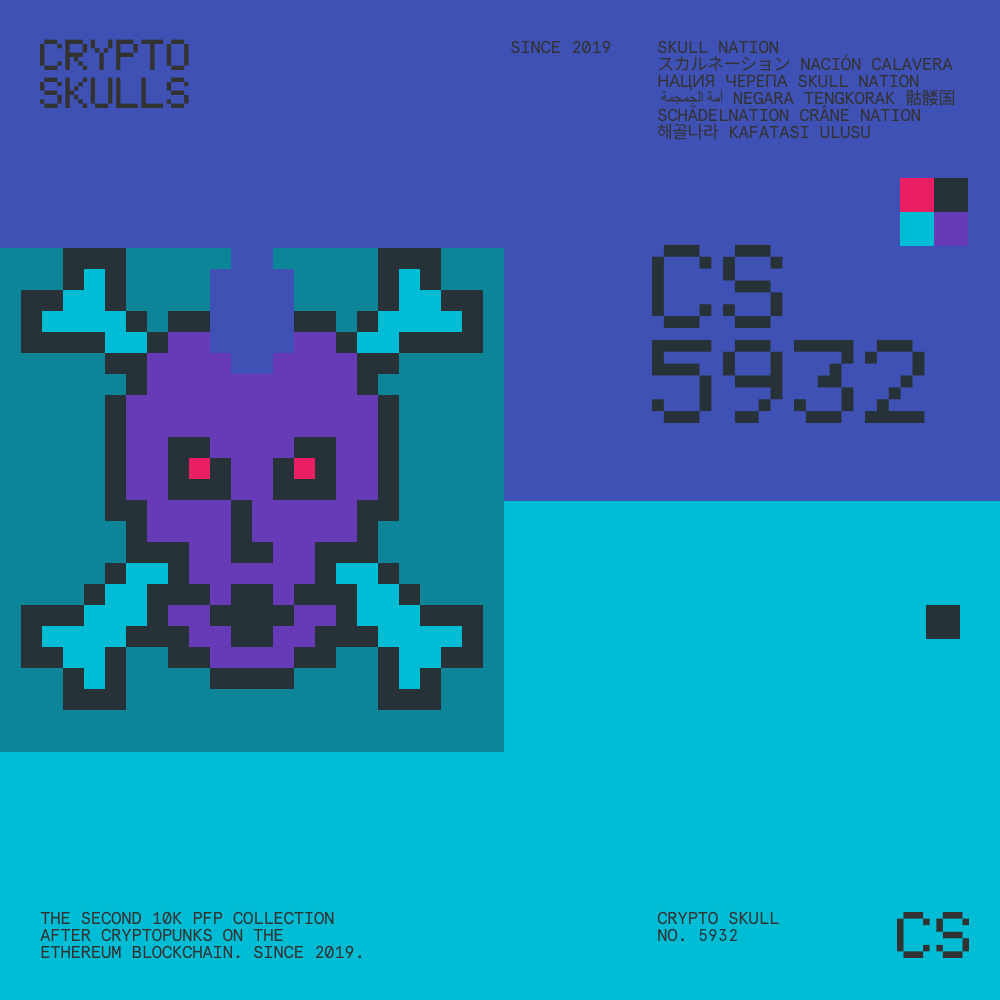 CRYPTO
SKULLS
SINCE 2019
SKULL NATION
スカルネーション NACIÓN CALAVERA
НАЦИЯ ЧЕРЕПА SKULL NATION
أمة الجمجمة NEGARA TENGKORAK 骷髅国
SCHÄDELNATION CRÂNE NATION
해골나라 KAFATASI ULUSU
CS
5932
THE SECOND 10K PFP COLLECTION
AFTER CRYPTOPUNKS ON THE
ETHEREUM BLOCKCHAIN. SINCE 2019.
CRYPTO SKULL
NO. 5932
CS